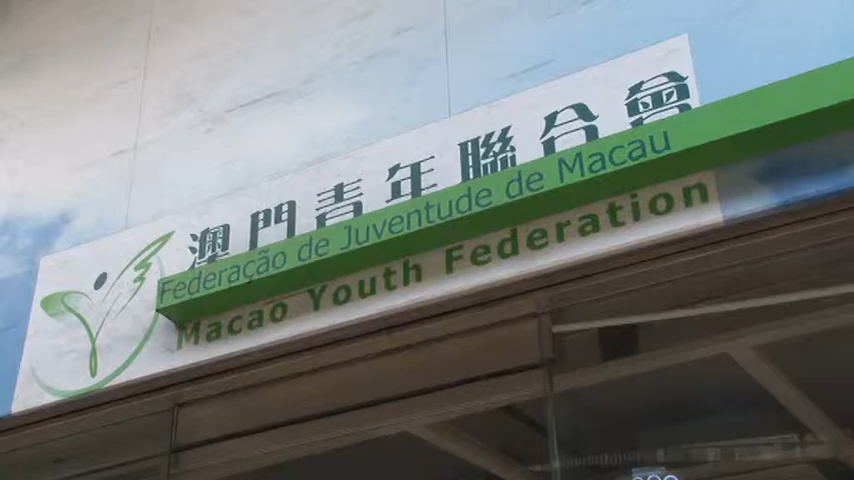 澳門青年聯合會
Federação de Juventude de Macau
Macao Youth Federation